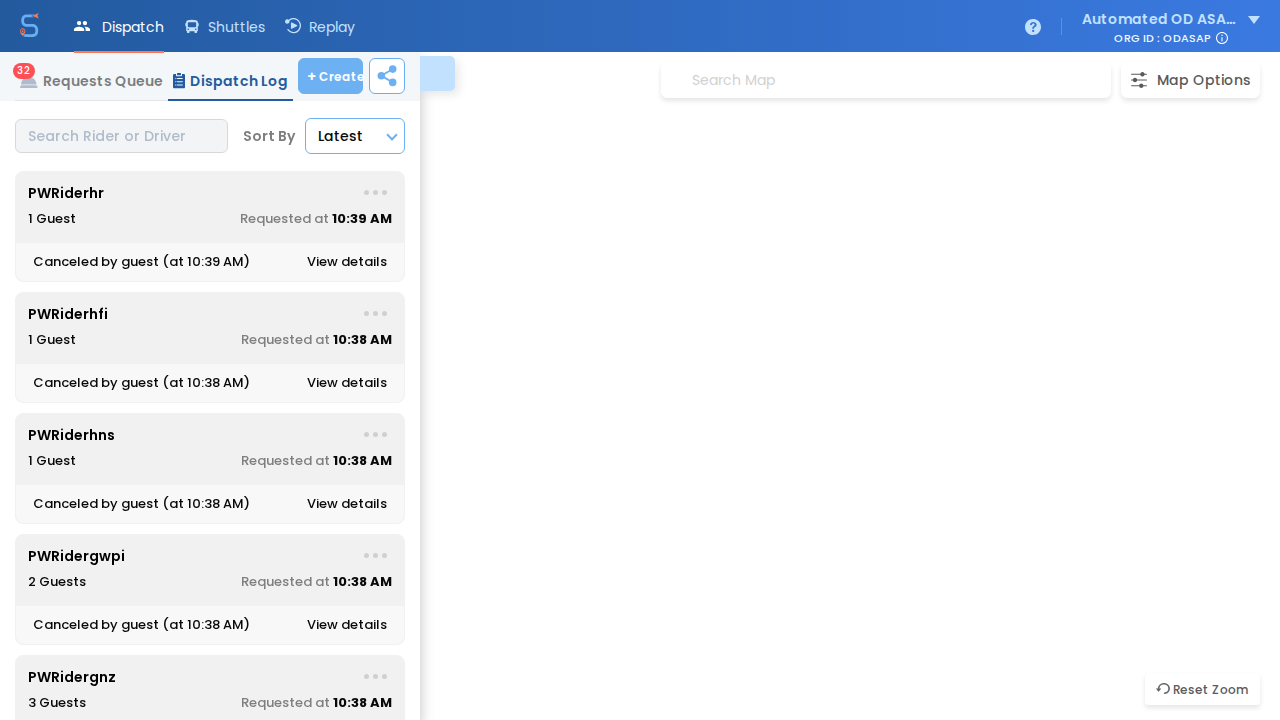 Dispatch
Shuttles
Replay
Automated OD ASA...
ORG ID : ODASAP
32
Requests Queue
Dispatch Log
+ Create
Search Map
Map Options
Search Rider or Driver
Sort By
Latest
PWRiderhr
1 Guest
Requested at 10:39 AM
Canceled by guest (at 10:39 AM)
View details
PWRiderhfi
1 Guest
Requested at 10:38 AM
Canceled by guest (at 10:38 AM)
View details
PWRiderhns
1 Guest
Requested at 10:38 AM
Canceled by guest (at 10:38 AM)
View details
PWRidergwpi
2 Guests
Requested at 10:38 AM
Canceled by guest (at 10:38 AM)
View details
PWRidergnz
3 Guests
Requested at 10:38 AM
Reset Zoom